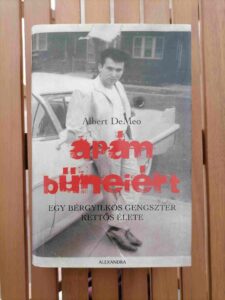 Albert DeMeo
apám
bűneiért
EGY BÉRGYILKOS GENGSZTER
KETTŐS ÉLETE
ALEXANDRA